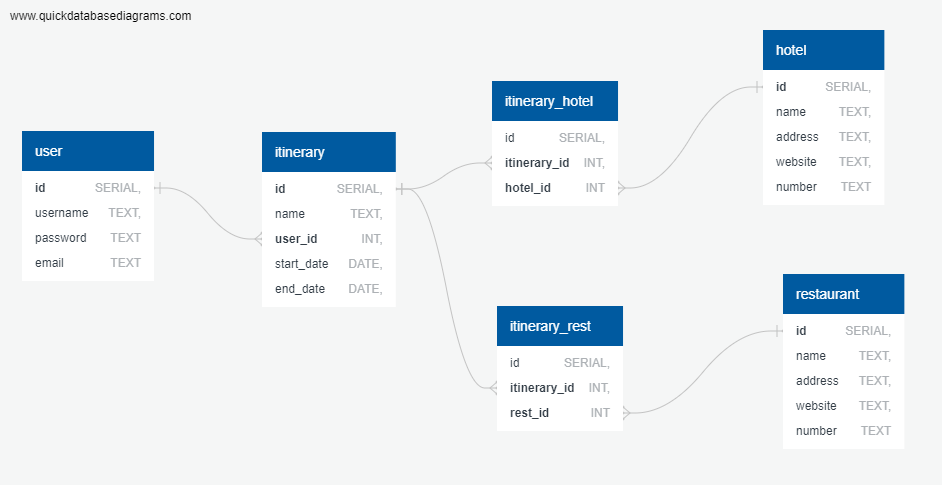 www.quickdatabasediagrams.com
user
id SERIAL,
username TEXT,
password TEXT
email TEXT
itinerary
id SERIAL,
name TEXT,
user_id INT,
start_date DATE,
end_date DATE,
itinerary_hotel
id SERIAL,
itinerary_id INT,
hotel_id INT
hotel
id SERIAL,
name TEXT,
address TEXT,
website TEXT,
number TEXT
itinerary_rest
id SERIAL,
itinerary_id INT,
rest_id INT
restaurant
id SERIAL,
name TEXT,
address TEXT,
website TEXT,
number TEXT